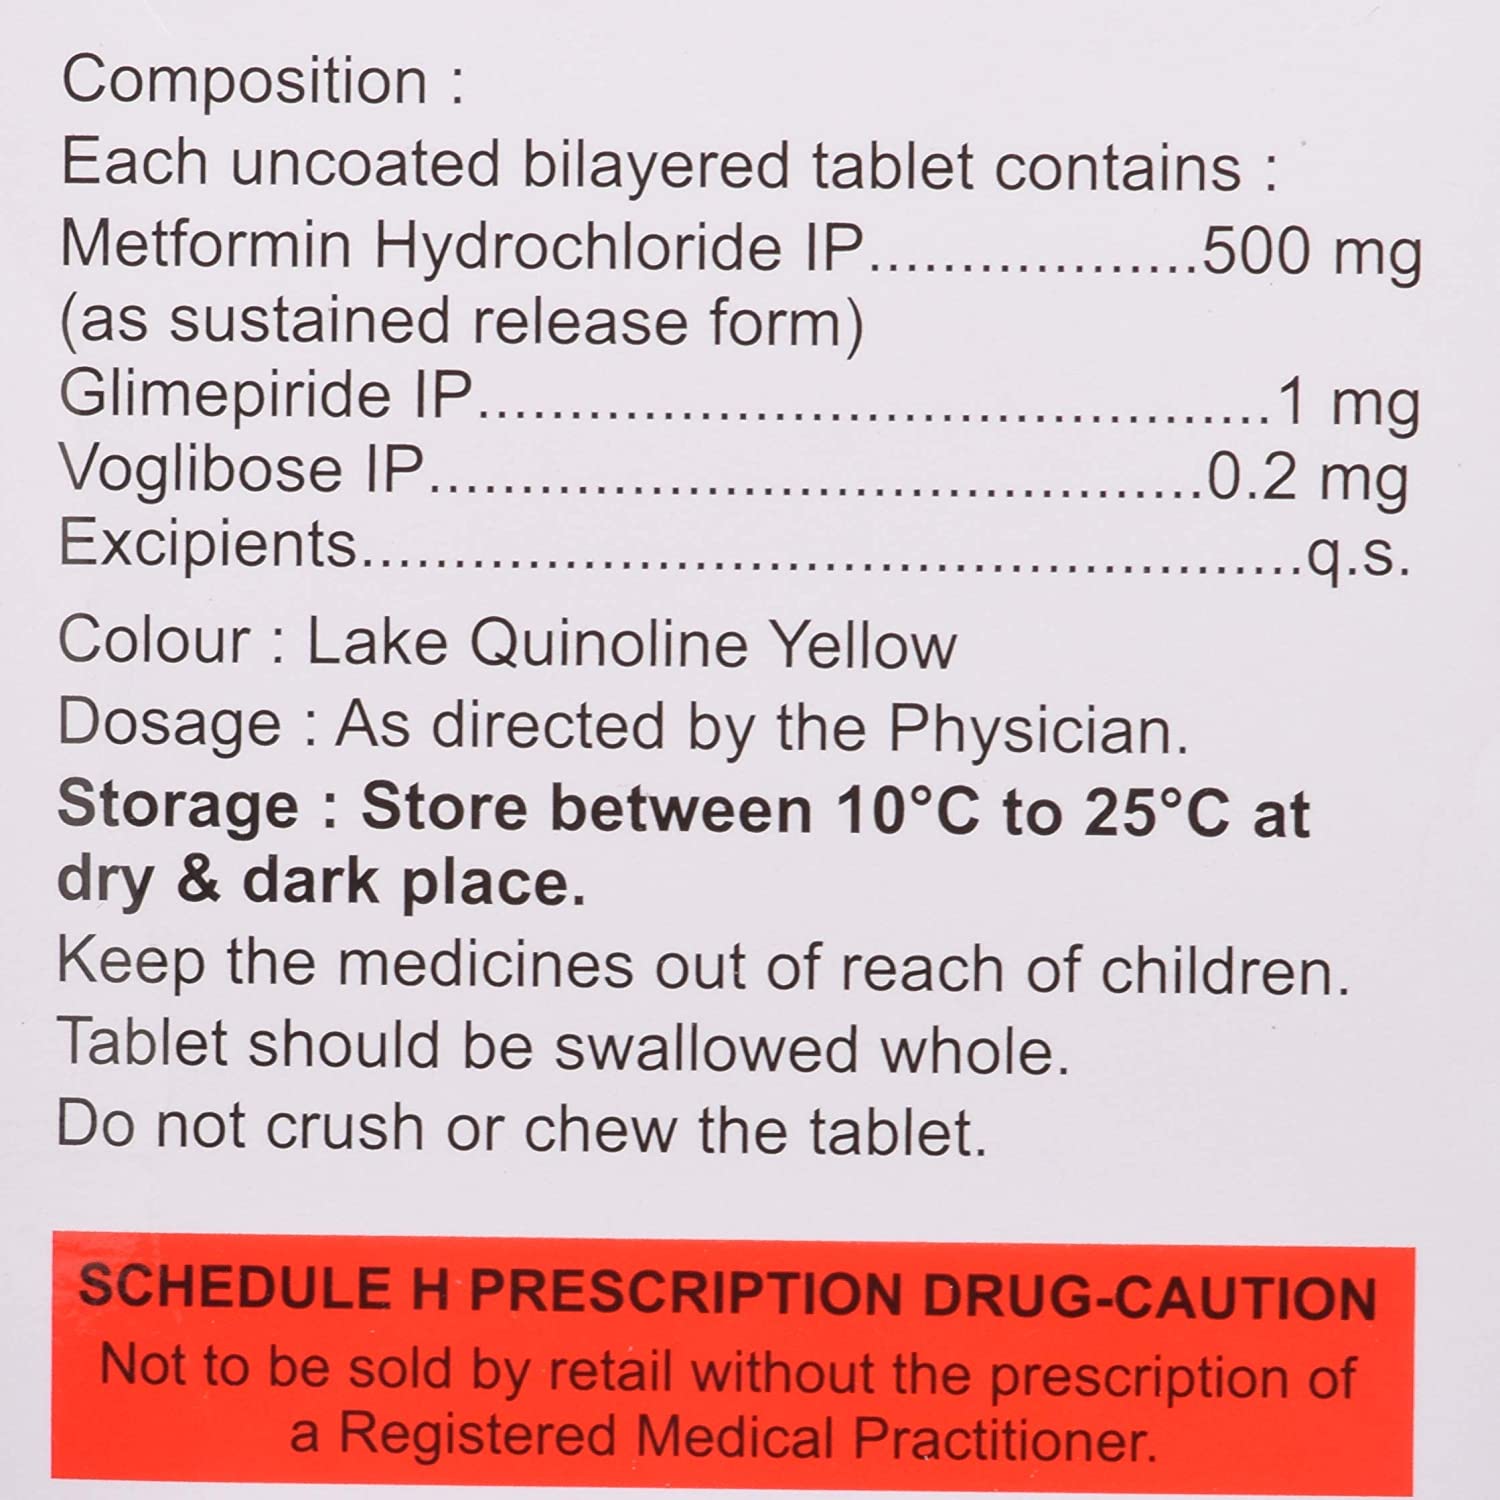 Composition :
Each uncoated bilayered tablet contains :
Metformin Hydrochloride IP..................500 mg
(as sustained release form)
Glimepiride IP...........................................1 mg
Voglibose IP..........................................0.2 mg
Excipients...................................................q.s.
Colour : Lake Quinoline Yellow
Dosage : As directed by the Physician.
Storage : Store between 10°C to 25°C at
dry & dark place.
Keep the medicines out of reach of children.
Tablet should be swallowed whole.
Do not crush or chew the tablet.
SCHEDULE H PRESCRIPTION DRUG-CAUTION
Not to be sold by retail without the prescription of
a Registered Medical Practitioner.